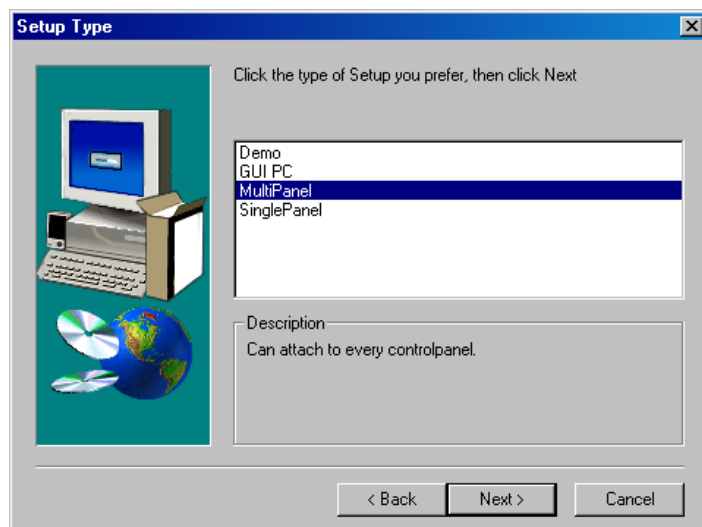 Setup Type
Click the type of Setup you prefer, then click Next
Demo
GUI PC
MultiPanel
SinglePanel
Description
Can attach to every controlpanel.
< Back
Next >
Cancel